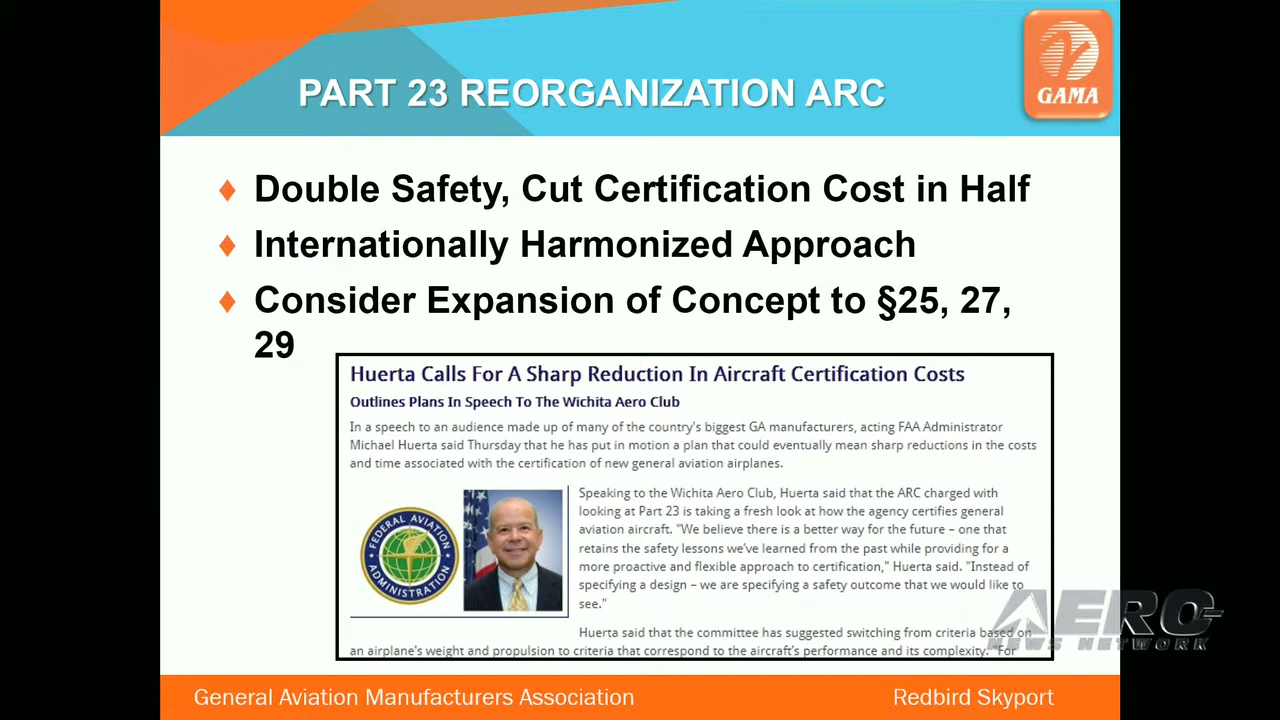 PART 23 REORGANIZATION ARC
GAMA
♦ Double Safety, Cut Certification Cost in Half
♦ Internationally Harmonized Approach
♦ Consider Expansion of Concept to §25, 27,
29
Huerta Calls For A Sharp Reduction In Aircraft Certification Costs
Outlines Plans In Speech To The Wichita Aero Club
In a speech to an audience made up of many of the country's biggest GA manufacturers, acting FAA Administrator
Michael Huerta said Thursday that he has put in motion a plan that could eventually mean sharp reductions in the costs
and time associated with the certification of new general aviation airplanes.
Speaking to the Wichita Aero Club, Huerta said that the ARC charged with
looking at Part 23 is taking a fresh look at how the agency certifies general
aviation aircraft. "We believe there is a better way for the future – one that
retains the safety lessons we've learned from the past while providing for a
more proactive and flexible approach to certification," Huerta said. "Instead of
specifying a design – we are specifying a safety outcome that we would like to
see."
FEDERAL AVIATION
ADMINISTRATION
Huerta said that the committee has suggested switching from criteria based on
an airplane's weight and propulsion to criteria that correspond to the aircraft's performance and its complexity. "For
AERO-
NEWS NETWORK
General Aviation Manufacturers Association
Redbird Skyport